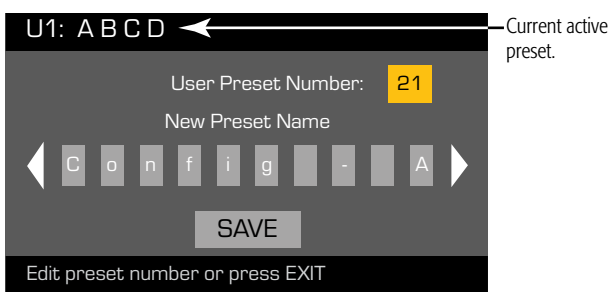 U1: A B C D
Current active
preset.
User Preset Number: 21
New Preset Name
C o n f i g - A
SAVE
Edit preset number or press EXIT